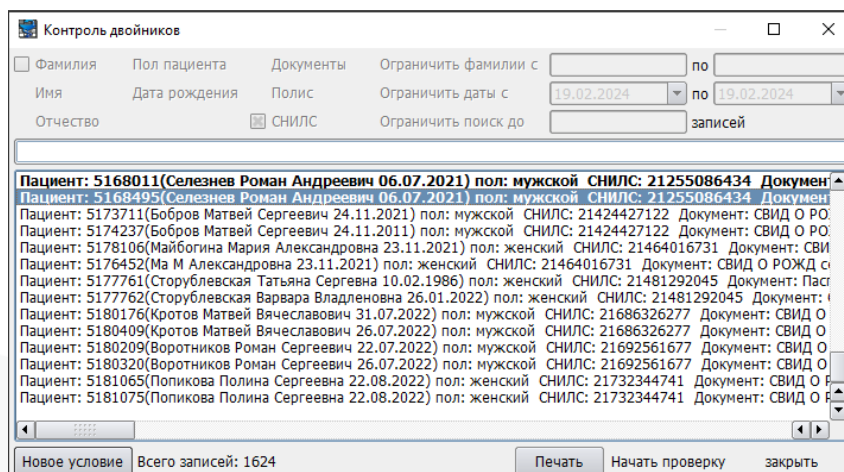 Контроль двойников
Фамилия Пол пациента Документы Ограничить фамилии с по
Имя Дата рождения Полис Ограничить даты с 19.02.2024 по 19.02.2024
Отчество СНИЛС Ограничить поиск до записей
Пациент: 5168011(Селезнев Роман Андреевич 06.07.2021) пол: мужской СНИЛС: 21255086434 Документ
Пациент: 5168495(Селезнев Роман Андреевич 06.07.2021) пол: мужской СНИЛС: 21255086434 Документ
Пациент: 5173711(Бобров Матвей Сергеевич 24.11.2021) пол: мужской СНИЛС: 21424427122 Документ: СВИД О РОЖ
Пациент: 5174237(Бобров Матвей Сергеевич 24.11.2011) пол: мужской СНИЛС: 21424427122 Документ: СВИД О РОЖ
Пациент: 5178106(Майбогина Мария Александровна 23.11.2021) пол: женский СНИЛС: 21464016731 Документ: СВИ
Пациент: 5176452(Ма М Александровна 23.11.2021) пол: женский СНИЛС: 21464016731 Документ: СВИД О РОЖД с
Пациент: 5177761(Сторублевская Татьяна Сергевна 10.02.1986) пол: женский СНИЛС: 21481292045 Документ: Пасп
Пациент: 5177762(Сторублевская Варвара Владленовна 26.01.2022) пол: женский СНИЛС: 21481292045 Документ:
Пациент: 5180176(Кротов Матвей Вячеславович 31.07.2022) пол: мужской СНИЛС: 21686326277 Документ: СВИД О
Пациент: 5180409(Кротов Матвей Вячеславович 26.07.2022) пол: мужской СНИЛС: 21686326277 Документ: СВИД О
Пациент: 5180209(Воротников Роман Сергеевич 22.07.2022) пол: мужской СНИЛС: 21692561677 Документ: СВИД О
Пациент: 5180320(Воротников Роман Сергеевич 26.07.2022) пол: мужской СНИЛС: 21692561677 Документ: СВИД О
Пациент: 5181065(Попикова Полина Сергеевна 22.08.2022) пол: женский СНИЛС: 21732344741 Документ: СВИД О Р
Пациент: 5181075(Попикова Полина Сергеевна 22.08.2022) пол: женский СНИЛС: 21732344741 Документ: СВИД О Р
Новое условие Всего записей: 1624 Печать Начать проверку закрыть